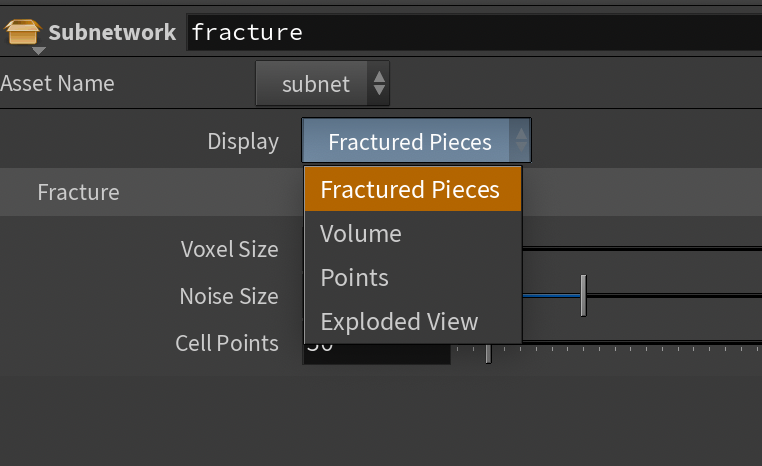 Subnetwork fracture
Asset Name subnet
Display Fractured Pieces
Fractured Pieces
Fracture
Volume
Voxel Size
Points
Noise Size
Exploded View
Cell Points